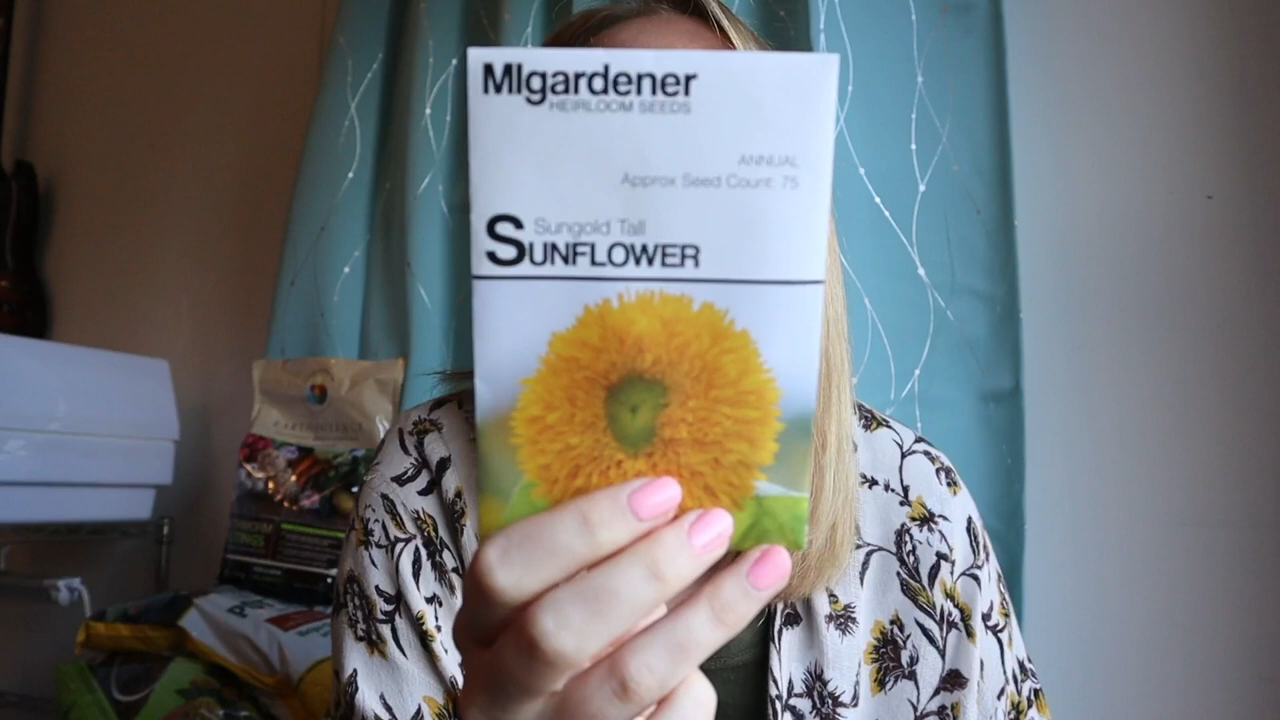 MIgardener
HEIRLOOM SEEDS
ANNUAL
Approx Seed Count: 75
Sungold Tall
SUNFLOWER